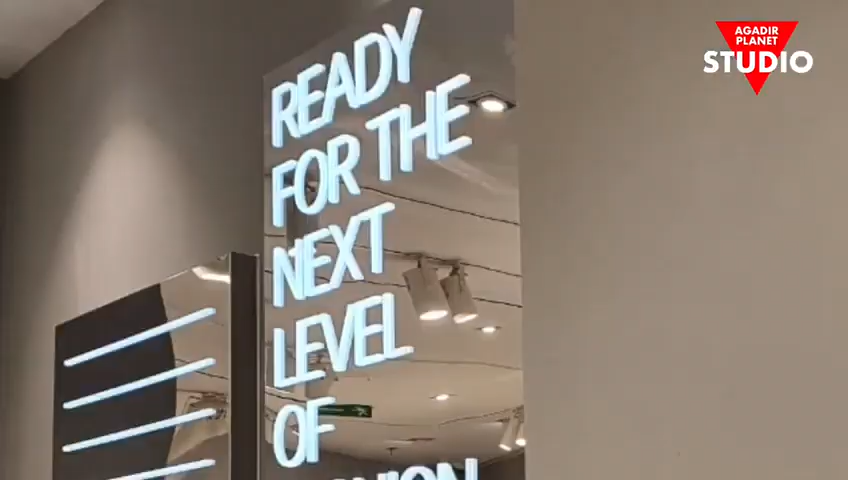 READY
FOR THE
NEXT
LEVEL
OF
AGADIR
PLANET
STUDIO